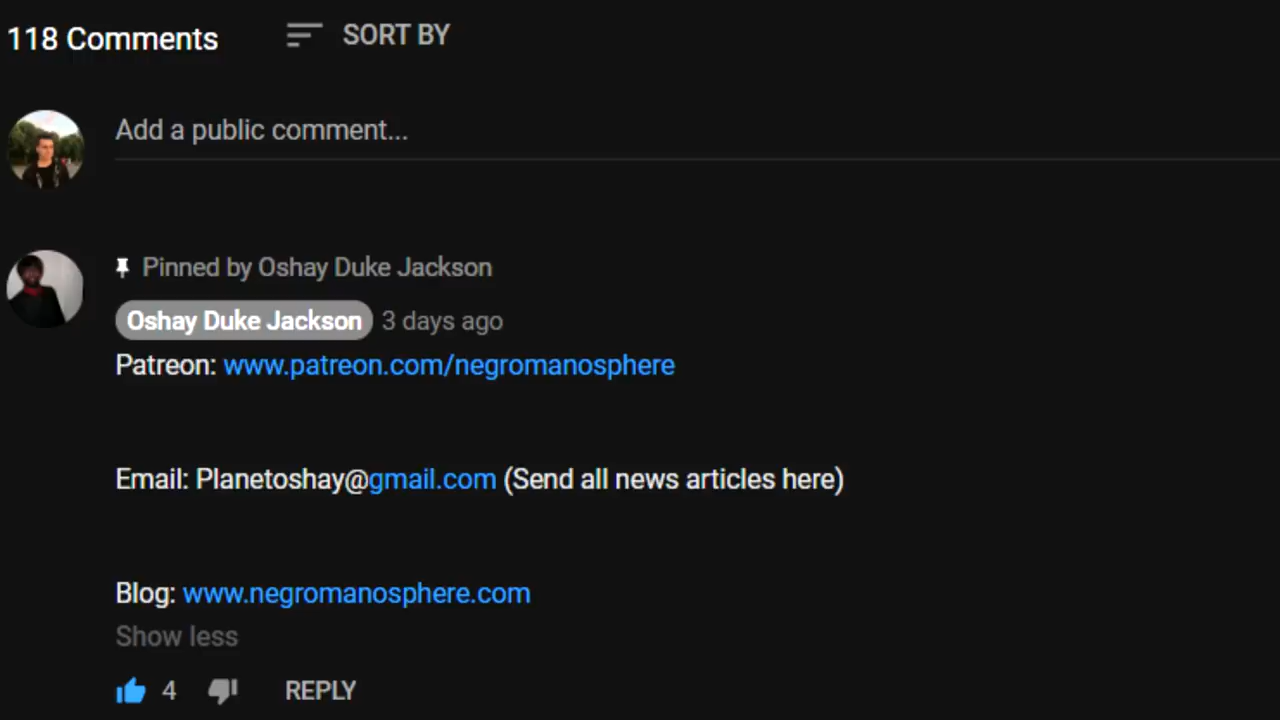 118 Comments SORT BY
Add a public comment...
Pinned by Oshay Duke Jackson
Oshay Duke Jackson 3 days ago
Patreon: www.patreon.com/negromanosphere
Email: Planetoshay@gmail.com (Send all news articles here)
Blog: www.negromanosphere.com
Show less
4 REPLY